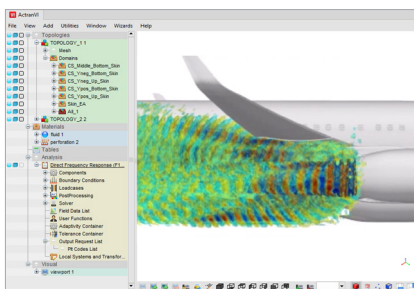 ActranVI
File View Add Utilities Window Wizards Help
Topologies
TOPOLOGY_1 1
Mesh
Domains
CS_Middle_Bottom_Skin
CS_Yneg_Bottom_Skin
CS_Yneg_Up_Skin
CS_Ypos_Bottom_Skin
CS_Ypos_Up_Skin
Skin_EA
All_1
TOPOLOGY_2 2
Materials
fluid 1
perforation 2
Tables
Analysis
Direct Frequency Response (F1...
Components
Boundary Conditions
Loadcases
PostProcessing
Solver
Field Data List
User Functions
Adaptivity Container
Tolerance Container
Output Request List
Plt Codes List
Local Systems and Transfor...
Visual
viewport 1